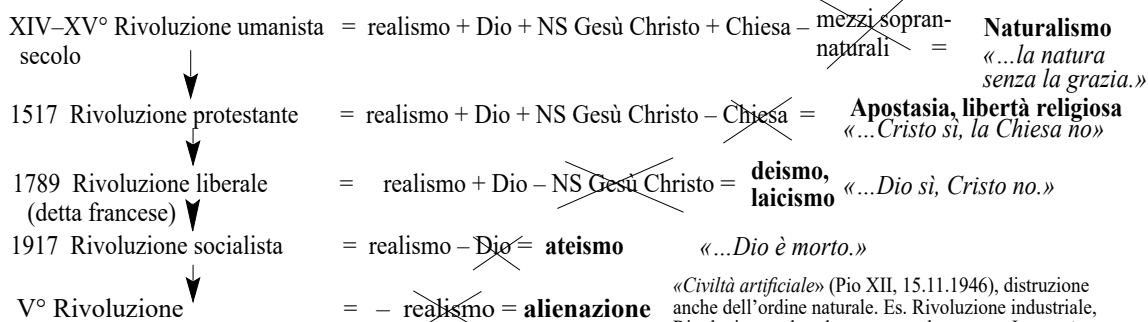 XIV–XV° Rivoluzione umanista = realismo + Dio + NS Gesù Christo + Chiesa – mezzi sopran-
secolo naturali = Naturalismo
«...la natura
senza la grazia.»
1517 Rivoluzione protestante = realismo + Dio + NS Gesù Christo – Chiesa = Apostasia, libertà religiosa
«...Cristo sì, la Chiesa no»
1789 Rivoluzione liberale = realismo + Dio – NS Gesù Christo = deismo,
(detta francese) laicismo «...Dio sì, Cristo no.»
1917 Rivoluzione socialista = realismo – Dio = ateismo «...Dio è morto.»
V° Rivoluzione = – realismo = alienazione
«Civiltà artificiale» (Pio XII, 15.11.1946), distruzione
anche dell'ordine naturale. Es. Rivoluzione industriale,